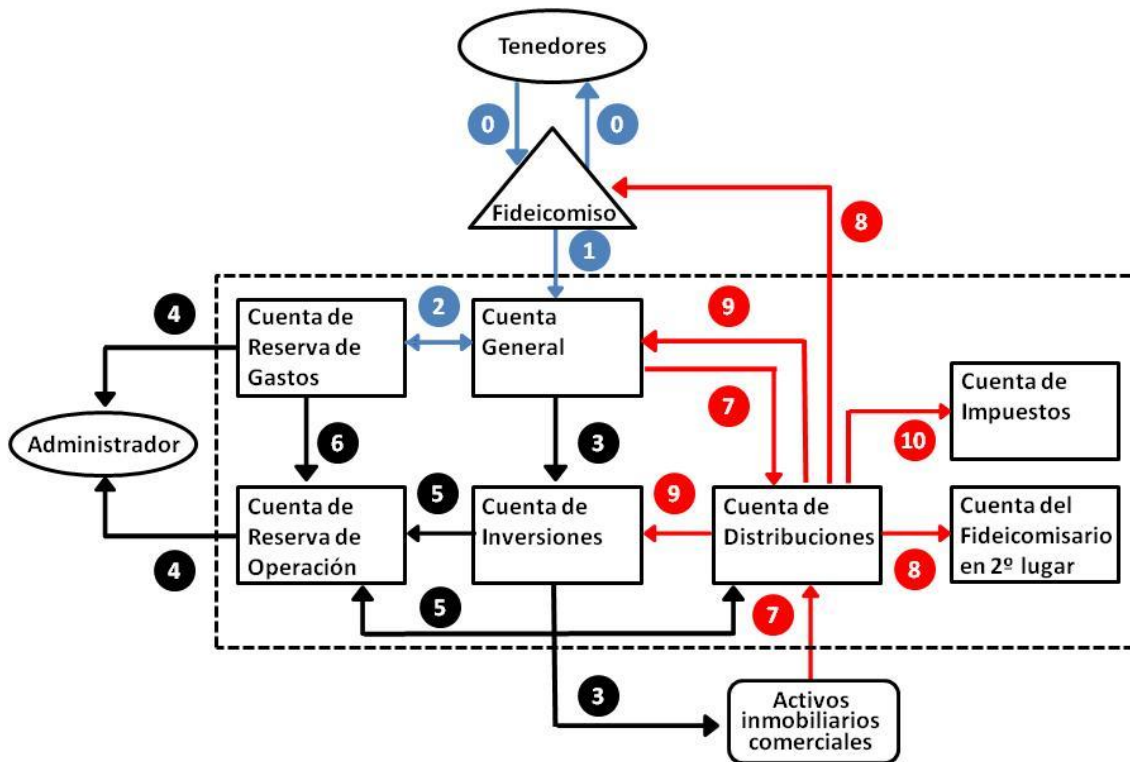 Tenedores
0
0
Fideicomiso
8
1
4
Cuenta de
Reserva de
Gastos
2
Cuenta
General
9
7
Cuenta de
Impuestos
10
Administrador
6
3
Cuenta de
Reserva de
Operación
5
Cuenta de
Inversiones
9
Cuenta de
Distribuciones
8
Cuenta del
Fideicomisario
en 2º lugar
4
5
7
3
Activos
inmobiliarios
comerciales